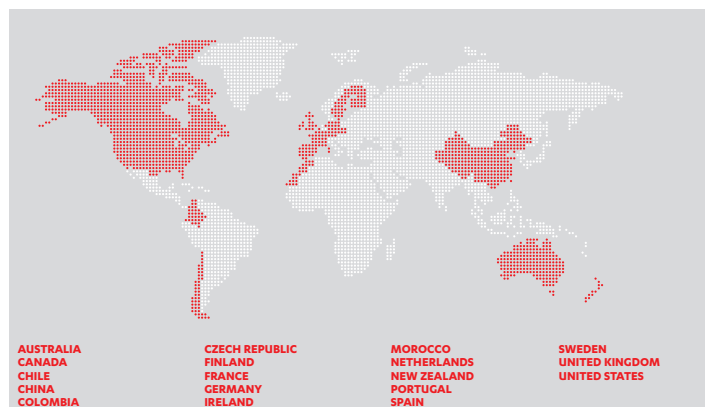 AUSTRALIA
CANADA
CHILE
CHINA
COLOMBIA
CZECH REPUBLIC
FINLAND
FRANCE
GERMANY
IRELAND
MOROCCO
NETHERLANDS
NEW ZEALAND
PORTUGAL
SPAIN
SWEDEN
UNITED KINGDOM
UNITED STATES